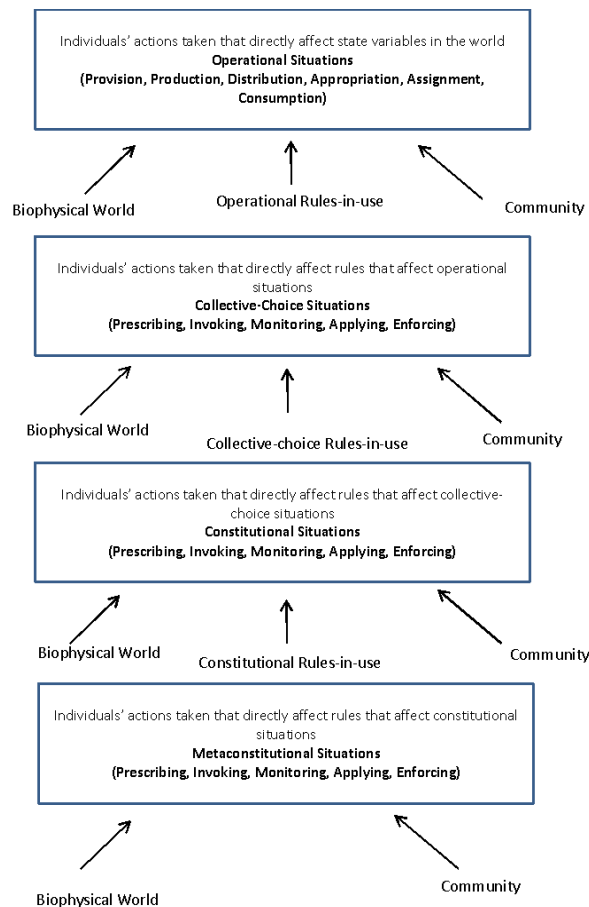 Individuals' actions taken that directly affect state variables in the world
Operational Situations
(Provision, Production, Distribution, Appropriation, Assignment,
Consumption)
Biophysical World
Operational Rules-in-use
Community
Individuals' actions taken that directly affect rules that affect operational
situations
Collective-Choice Situations
(Prescribing, Invoking, Monitoring, Applying, Enforcing)
Biophysical World
Collective-choice Rules-in-use
Community
Individuals' actions taken that directly affect rules that affect collective-
choice situations
Constitutional Situations
(Prescribing, Invoking, Monitoring, Applying, Enforcing)
Biophysical World
Constitutional Rules-in-use
Community
Individuals' actions taken that directly affect rules that affect constitutional
situations
Metaconstitutional Situations
(Prescribing, Invoking, Monitoring, Applying, Enforcing)
Biophysical World
Community